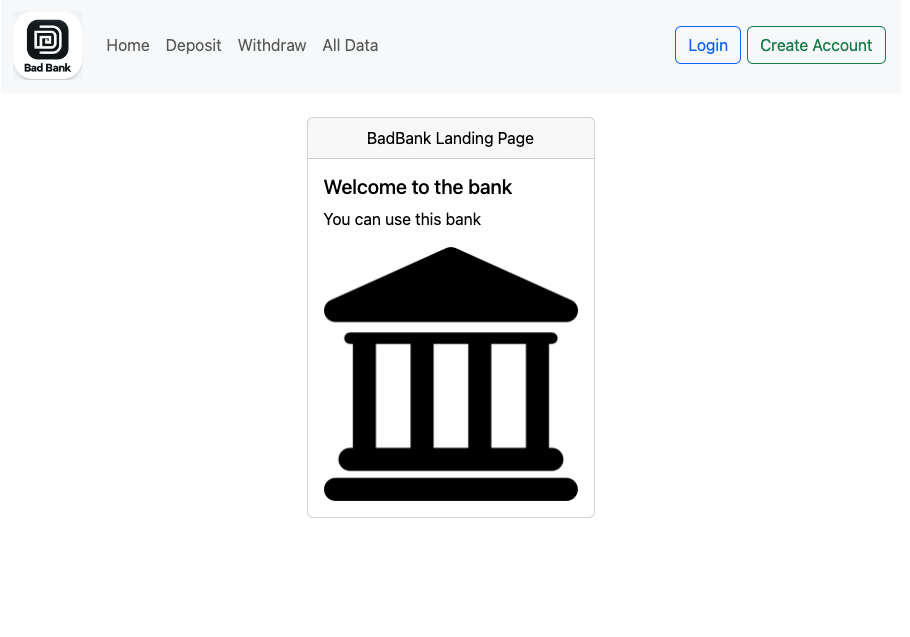 Bad Bank
Home Deposit Withdraw All Data Login Create Account
BadBank Landing Page
Welcome to the bank
You can use this bank